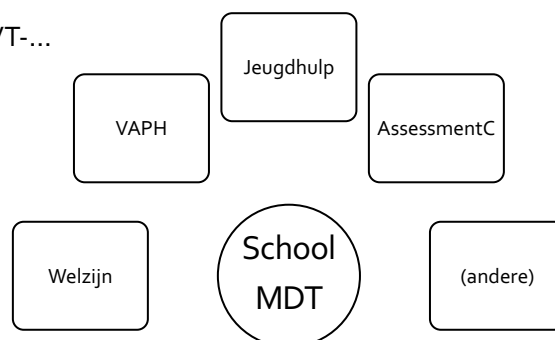 T-...
Jeugdhulp
VAPH
AssessmentC
Welzijn
School
MDT
(andere)